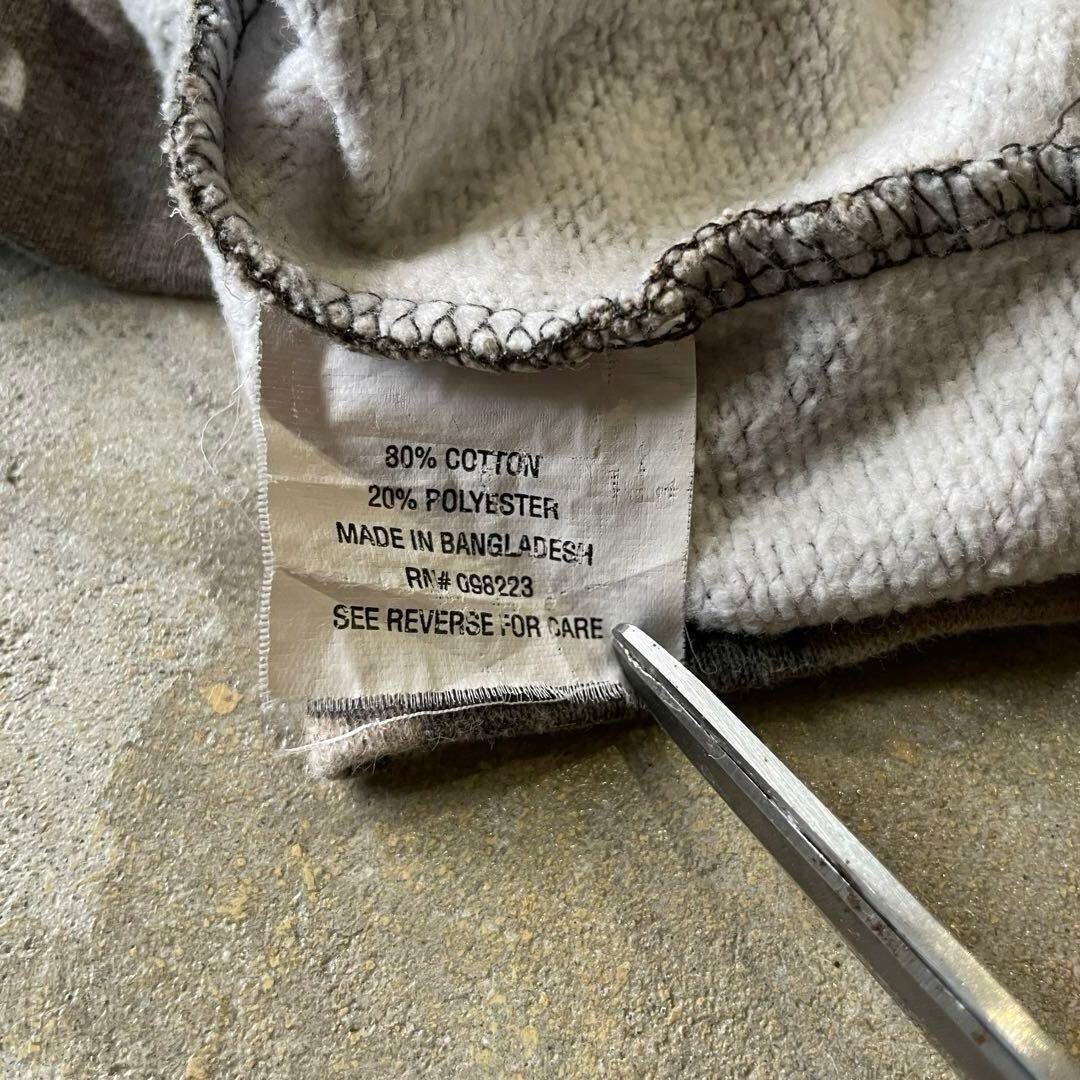 80% COTTON
20% POLYESTER
MADE IN BANGLADESH
RN# 098223
SEE REVERSE FOR CARE